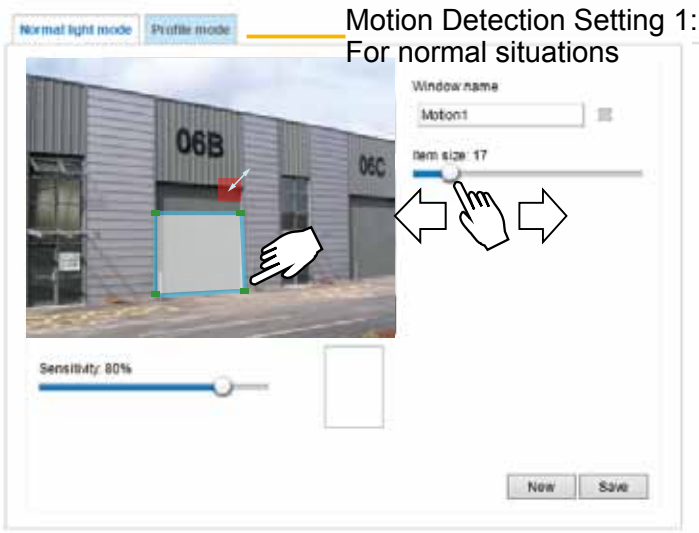 Normal light mode
Profile mode
Motion Detection Setting 1:
For normal situations
Window name
Motion1
Item size: 17
06B
06C
Sensitivity: 80%
New
Save